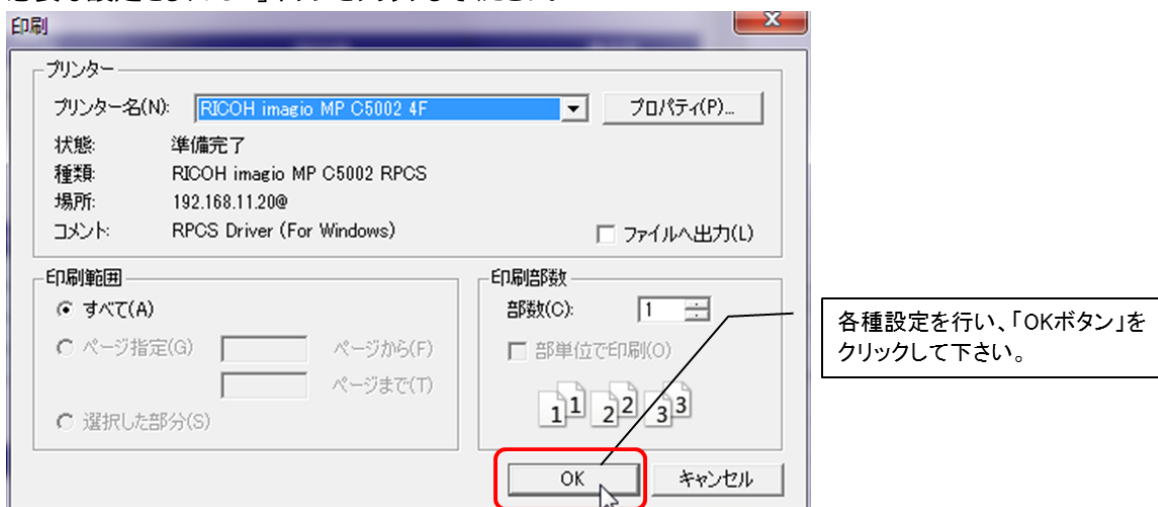 印刷
プリンター
プリンター名(N): RICOH imagio MP C5002 4F プロパティ(P)...
状態: 準備完了
種類: RICOH imagio MP C5002 RPCS
場所: 192.168.11.20@
コメント: RPCS Driver (For Windows) ファイルへ出力(L)
印刷範囲
すべて(A)
ページ指定(G) ページから(F)
ページまで(T)
選択した部分(S)
印刷部数
部数(C): 1
部単位で印刷(O)
1 1 2 2 3 3
OK キャンセル
各種設定を行い、「OKボタン」を
クリックして下さい。